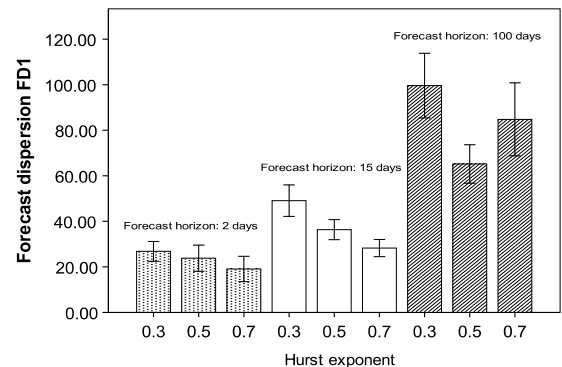 Forecast horizon: 100 days
Forecast horizon: 15 days
Forecast horizon: 2 days
Forecast dispersion FD1
120.00
100.00
80.00
60.00
40.00
20.00
0.00
0.3 0.5 0.7 0.3 0.5 0.7 0.3 0.5 0.7
Hurst exponent